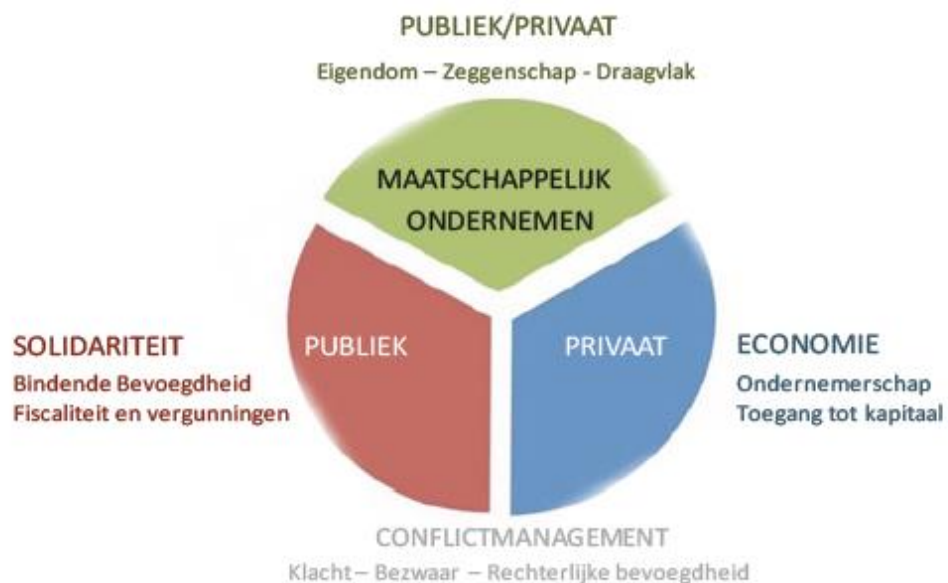 PUBLIEK/PRIVAAT
Eigendom – Zeggenschap - Draagvlak
MAATSCHAPPELIJK
ONDERNEMEN
SOLIDARITEIT
Bindende Bevoegdheid
Fiscaliteit en vergunningen
PUBLIEK
PRIVAAT
ECONOMIE
Ondernemerschap
Toegang tot kapitaal
CONFLICTMANAGEMENT
Klacht – Bezwaar – Rechterlijke bevoegdheid